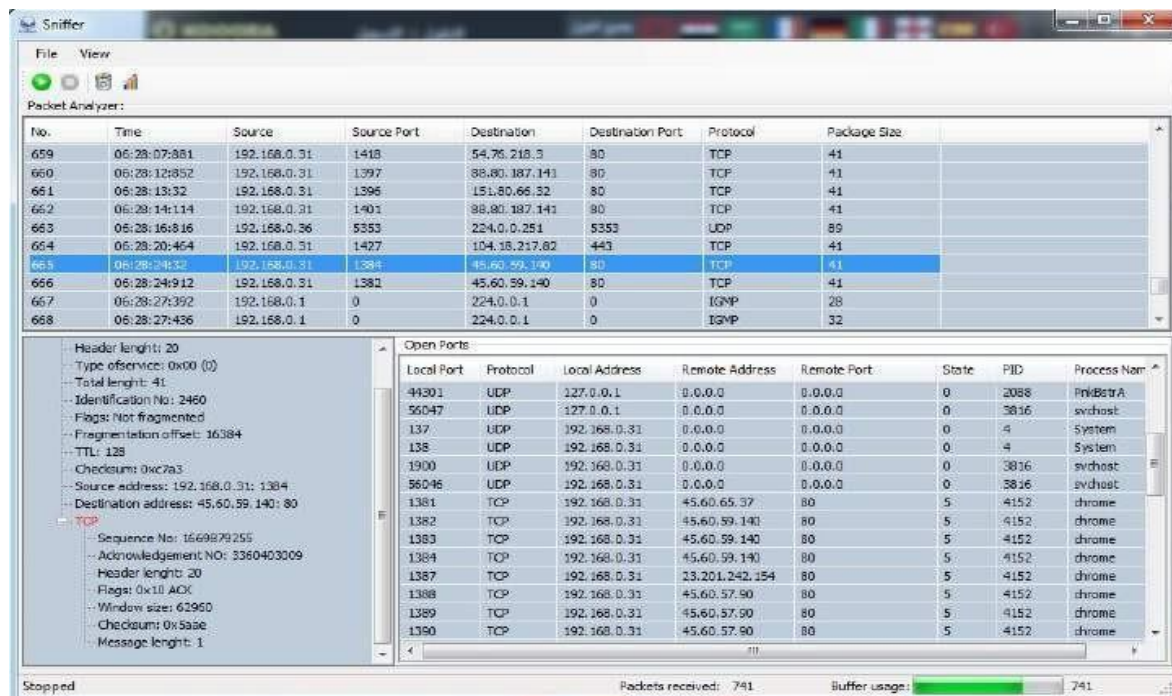 Sniffer
File View
Packet Analyzer:
No. Time Source Source Port Destination Destination Port Protocol Package Size
659 06:28:07:881 192.168.0.31 1418 54.76.218.3 80 TCP 41
660 06:28:12:852 192.168.0.31 1397 88.80.187.141 80 TCP 41
661 06:28:13:32 192.168.0.31 1396 151.80.66.32 80 TCP 41
662 06:28:14:114 192.168.0.31 1401 88.80.187.141 80 TCP 41
663 06:28:16:816 192.168.0.36 5353 224.0.0.251 5353 UDP 89
664 06:28:20:464 192.168.0.31 1427 104.18.217.82 443 TCP 41
665 06:28:24:32 192.168.0.31 1384 45.60.59.140 80 TCP 41
666 06:28:24:912 192.168.0.31 1382 45.60.59.140 80 TCP 41
667 06:28:27:392 192.168.0.1 0 224.0.0.1 0 IGMP 28
668 06:28:27:436 192.168.0.1 0 224.0.0.1 0 IGMP 32
Header lenght: 20
Type ofservice: 0x00 (0)
Total lenght: 41
Identification No: 2460
Flags: Not fragmented
Fragmentation offset: 16384
TTL: 128
Checksum: 0xc7a3
Source address: 192.168.0.31: 1384
Destination address: 45.60.59.140: 80
TCP
Sequence No: 1669879255
Acknowledgement NO: 3360403009
Header lenght: 20
Flags: 0x10 ACK
Window size: 62960
Checksum: 0x5aae
Message lenght: 1
Open Ports
Local Port Protocol Local Address Remote Address Remote Port State PID Process Nam
44301 UDP 127.0.0.1 0.0.0.0 0.0.0.0 0 2088 PnkBstrA
56047 UDP 127.0.0.1 0.0.0.0 0.0.0.0 0 3816 svchost
137 UDP 192.168.0.31 0.0.0.0 0.0.0.0 0 4 System
138 UDP 192.168.0.31 0.0.0.0 0.0.0.0 0 4 System
1900 UDP 192.168.0.31 0.0.0.0 0.0.0.0 0 3816 svchost
56046 UDP 192.168.0.31 0.0.0.0 0.0.0.0 0 3816 svchost
1381 TCP 192.168.0.31 45.60.65.37 80 5 4152 chrome
1382 TCP 192.168.0.31 45.60.59.140 80 5 4152 chrome
1383 TCP 192.168.0.31 45.60.59.140 80 5 4152 chrome
1384 TCP 192.168.0.31 45.60.59.140 80 5 4152 chrome
1387 TCP 192.168.0.31 23.201.242.154 80 5 4152 chrome
1388 TCP 192.168.0.31 45.60.57.90 80 5 4152 chrome
1389 TCP 192.168.0.31 45.60.57.90 80 5 4152 chrome
1390 TCP 192.168.0.31 45.60.57.90 80 5 4152 chrome
Stopped Packets received: 741 Buffer usage: 741